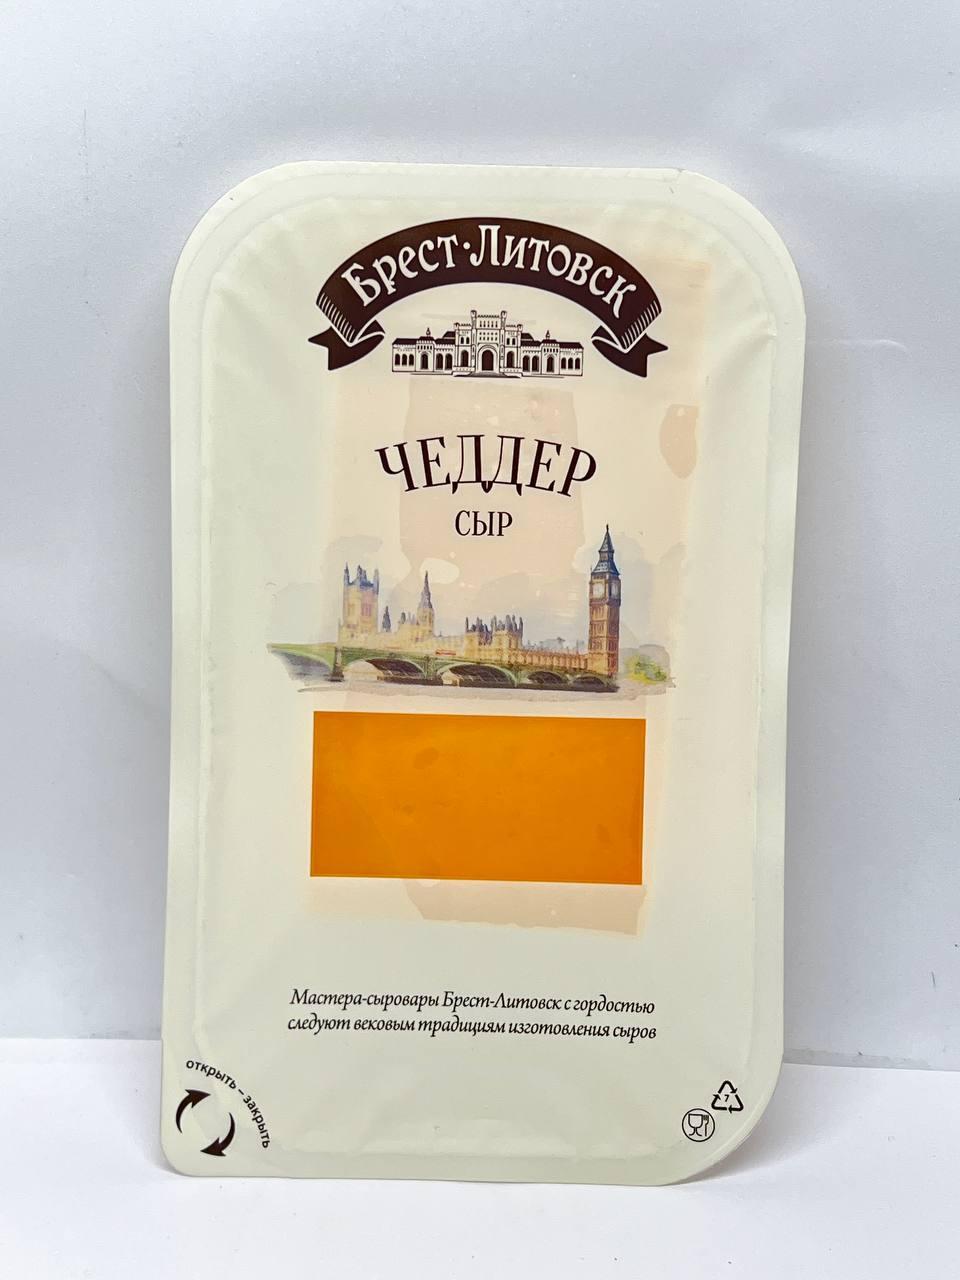 Брест-Литовск
ЧЕДДЕР
СЫР
Мастера-сыровары Брест-Литовск с гордостью
следуют вековым традициям изготовления сыров
открыть – закрыть
7